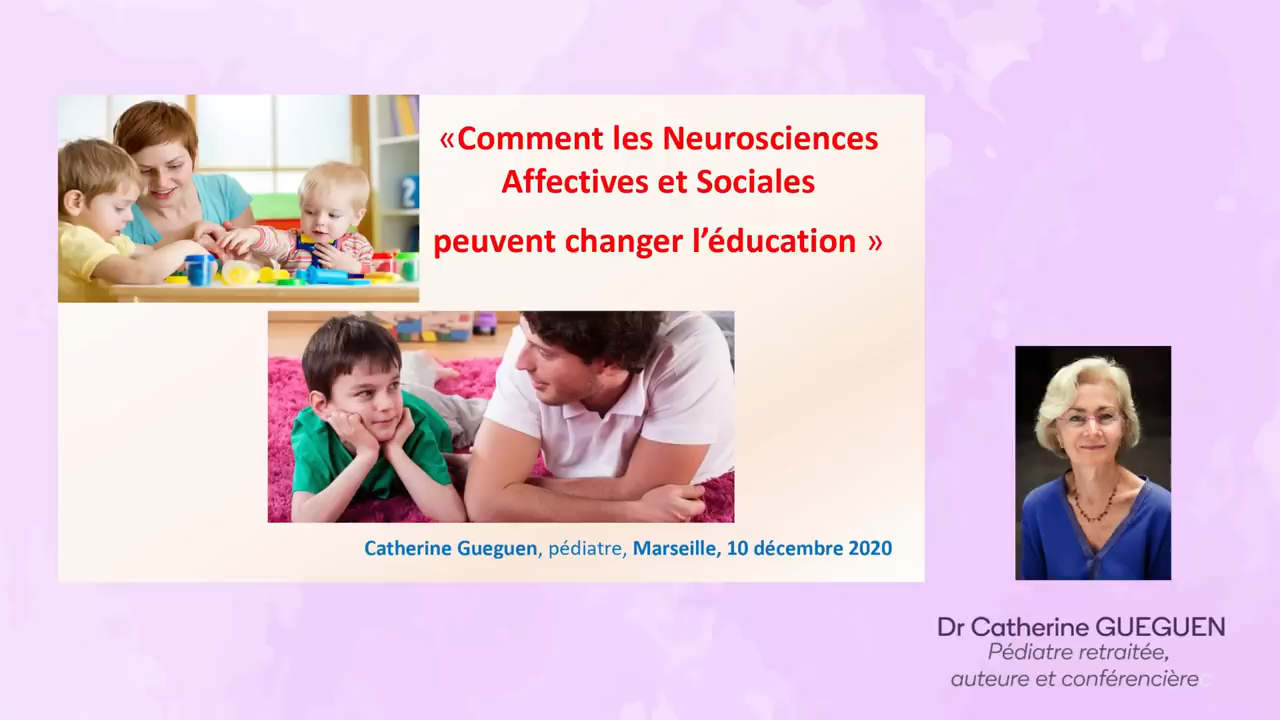 «Comment les Neurosciences
Affectives et Sociales
peuvent changer l’éducation »
Catherine Gueguen, pédiatre, Marseille, 10 décembre 2020
Dr Catherine GUEGUEN
Pédiatre retraitée,
auteure et conférencière